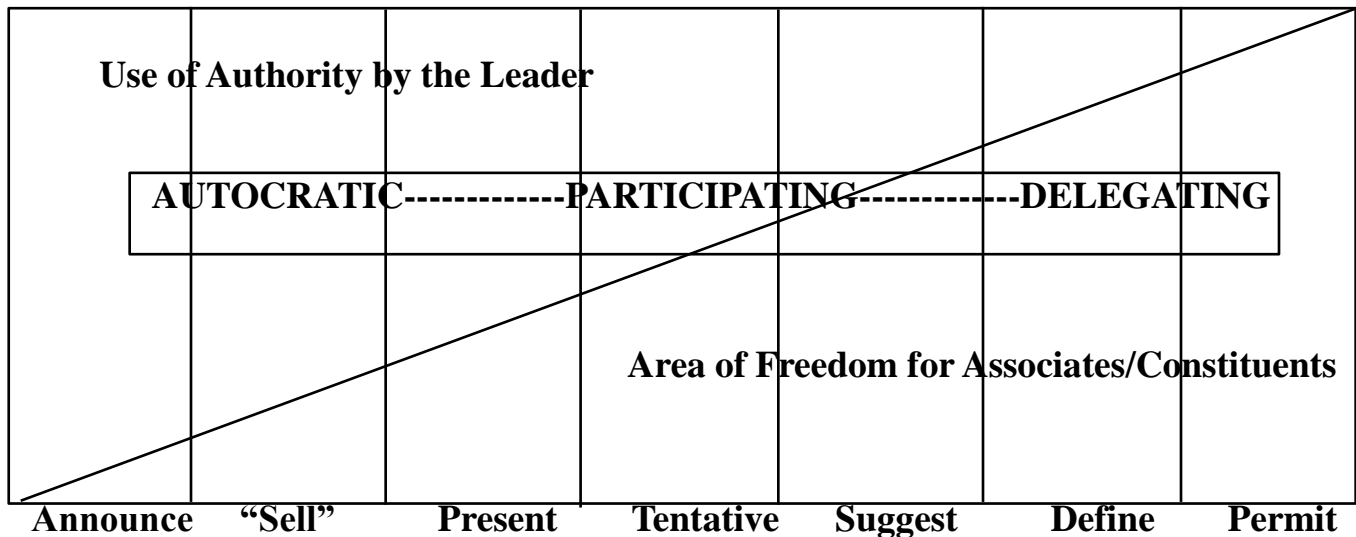 Use of Authority by the Leader
AUTOCRATIC-------------PARTICIPATING-------------DELEGATING
Area of Freedom for Associates/Constituents
Announce “Sell” Present Tentative Suggest Define Permit